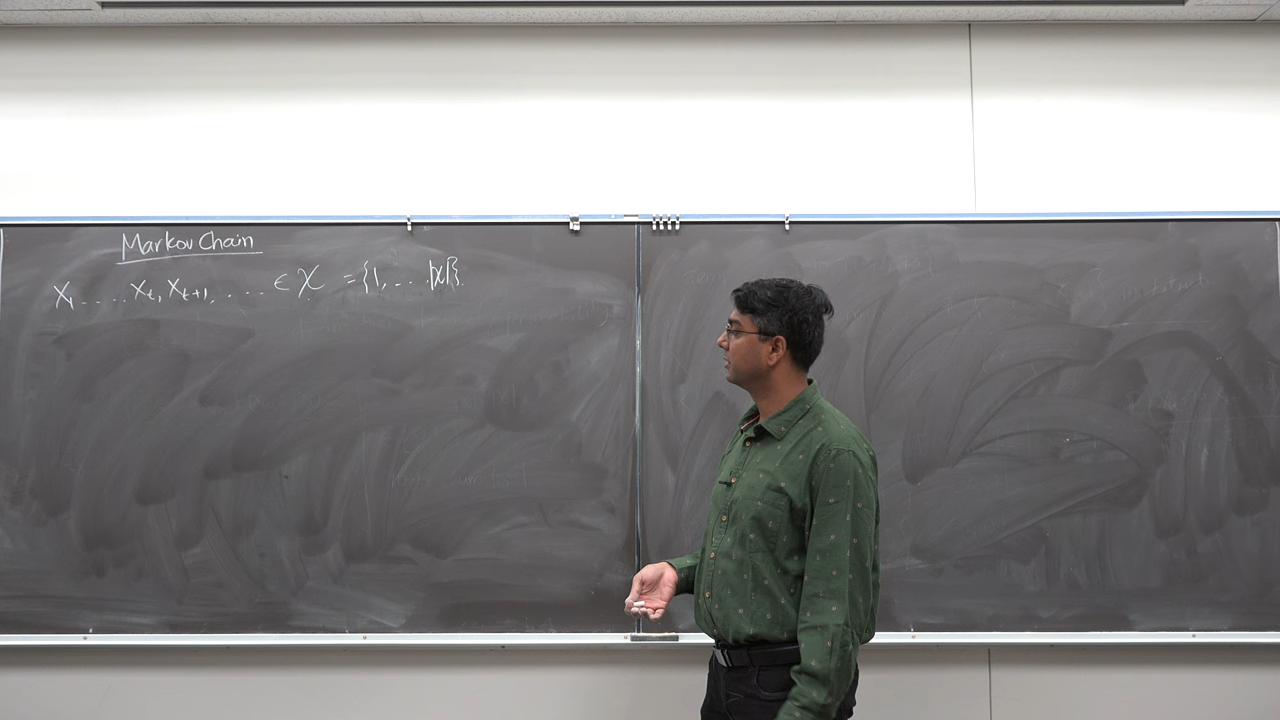 Markov Chain
X₁ .... Xₜ, Xₜ₊₁, .... ∈ 𝒳 = {1, ... |𝒳|}.